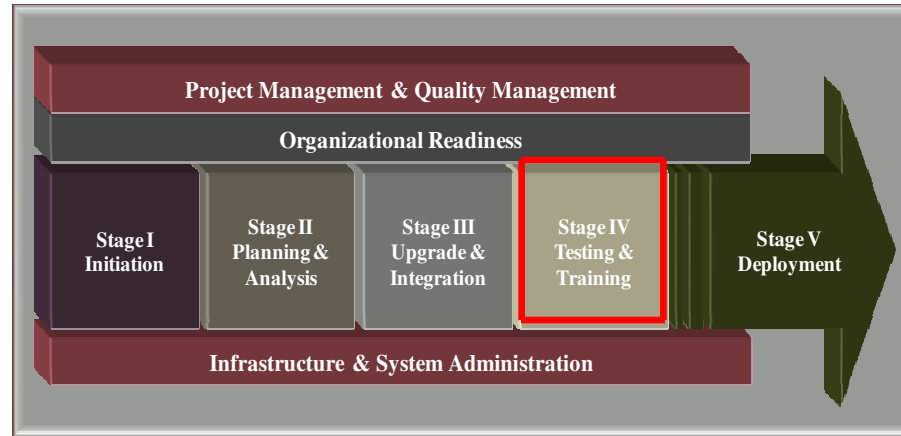 Project Management & Quality Management
Organizational Readiness
Stage I
Initiation
Stage II
Planning &
Analysis
Stage III
Upgrade &
Integration
Stage IV
Testing &
Training
Stage V
Deployment
Infrastructure & System Administration